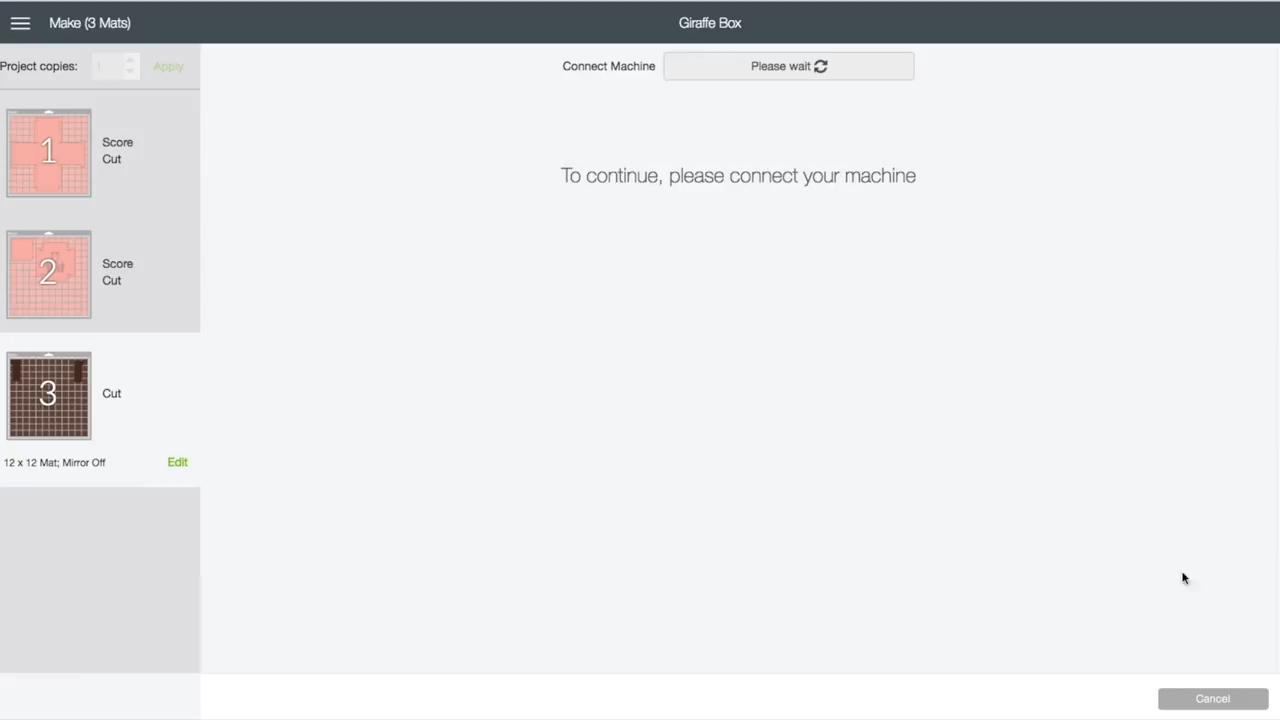 Make (3 Mats)
Giraffe Box
Project copies: 1 Apply
Connect Machine Please wait
To continue, please connect your machine
1
Score
Cut
2
Score
Cut
3
Cut
12 x 12 Mat; Mirror Off Edit
Cancel